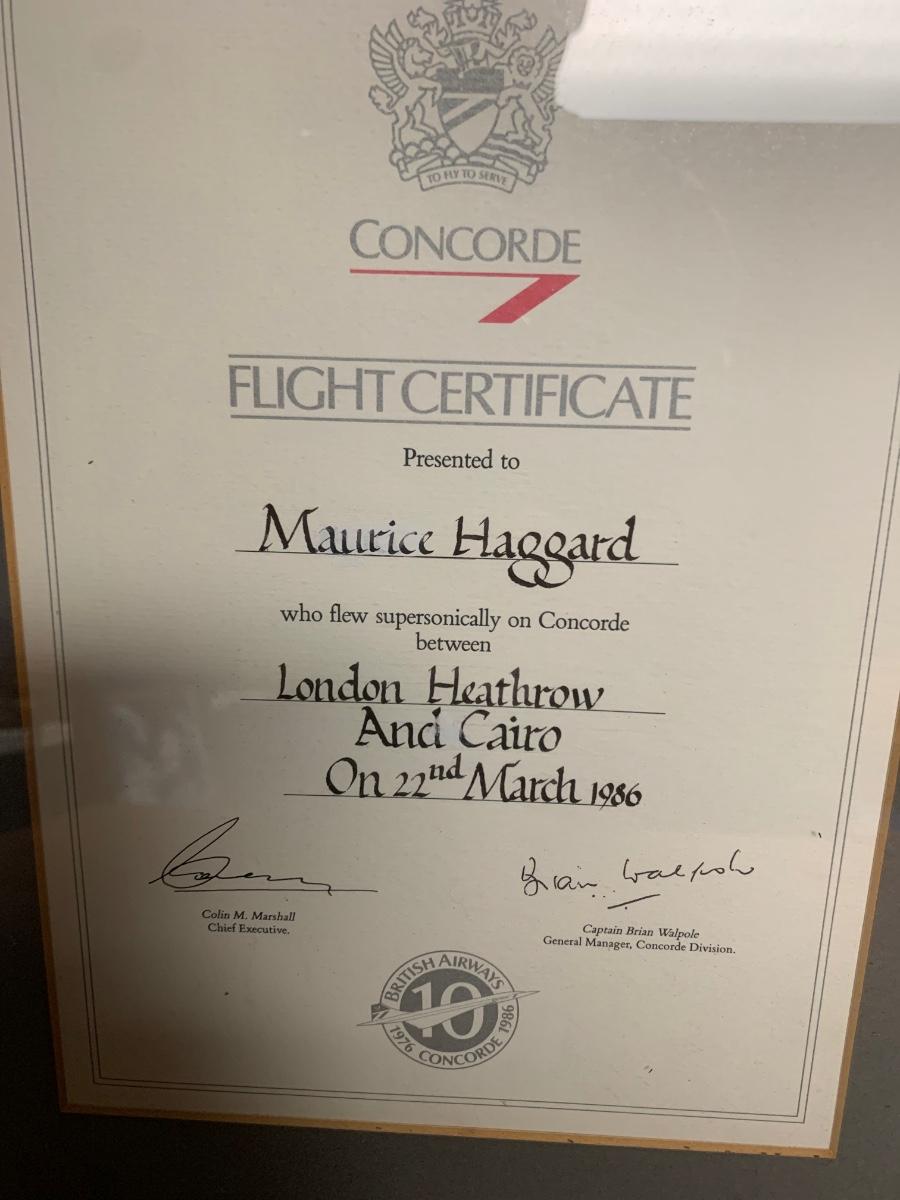 TO FLY TO SERVE
CONCORDE
FLIGHT CERTIFICATE
Presented to
Maurice Haggard
who flew supersonically on Concorde
between
London Heathrow
And Cairo
On 22nd March 1986
Brian Walpole
Colin M. Marshall
Chief Executive.
Captain Brian Walpole
General Manager, Concorde Division.
BRITISH AIRWAYS
10
1976 CONCORDE 1986